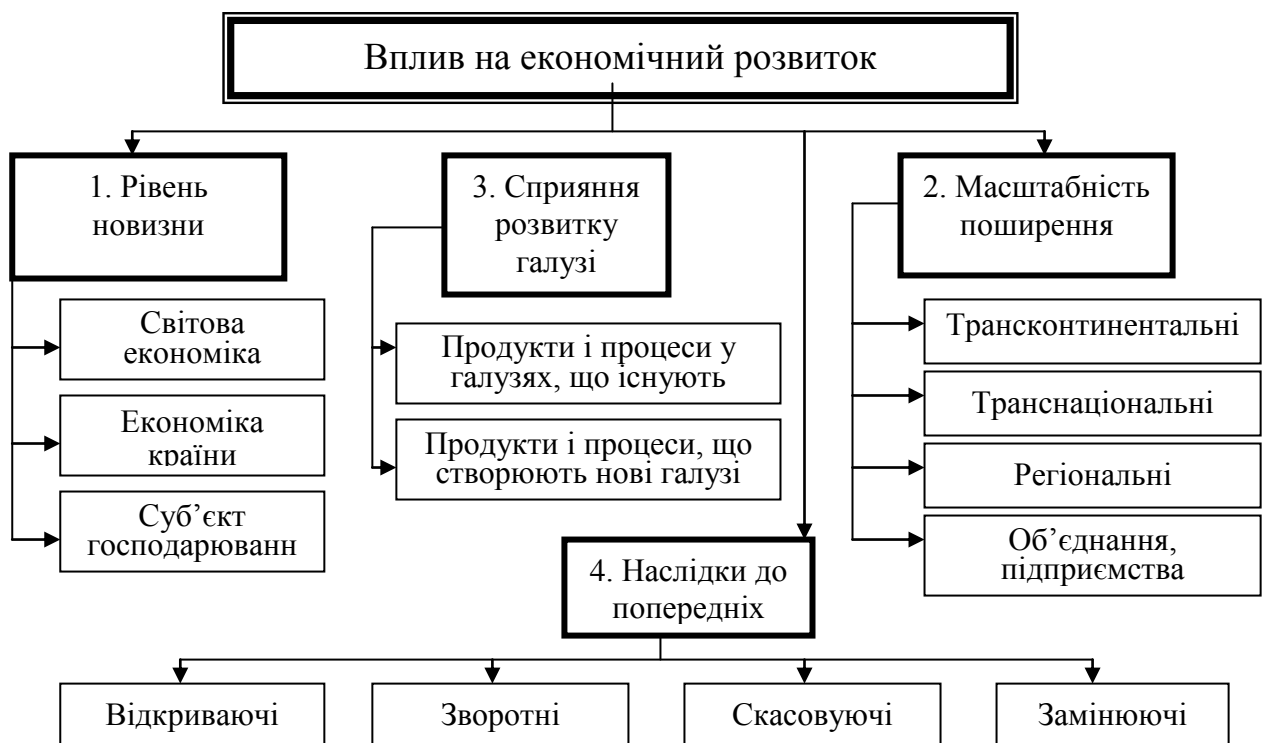 Вплив на економічний розвиток
1. Рівень
новизни
3. Сприяння
розвитку
галузі
2. Масштабність
поширення
Світова
економіка
Економіка
країни
Суб’єкт
господарюванн
Продукти і процеси у
галузях, що існують
Продукти і процеси, що
створюють нові галузі
Трансконтинентальні
Транснаціональні
Регіональні
Об’єднання,
підприємства
4. Наслідки до
попередніх
Відкриваючі
Зворотні
Скасовуючі
Замінюючі